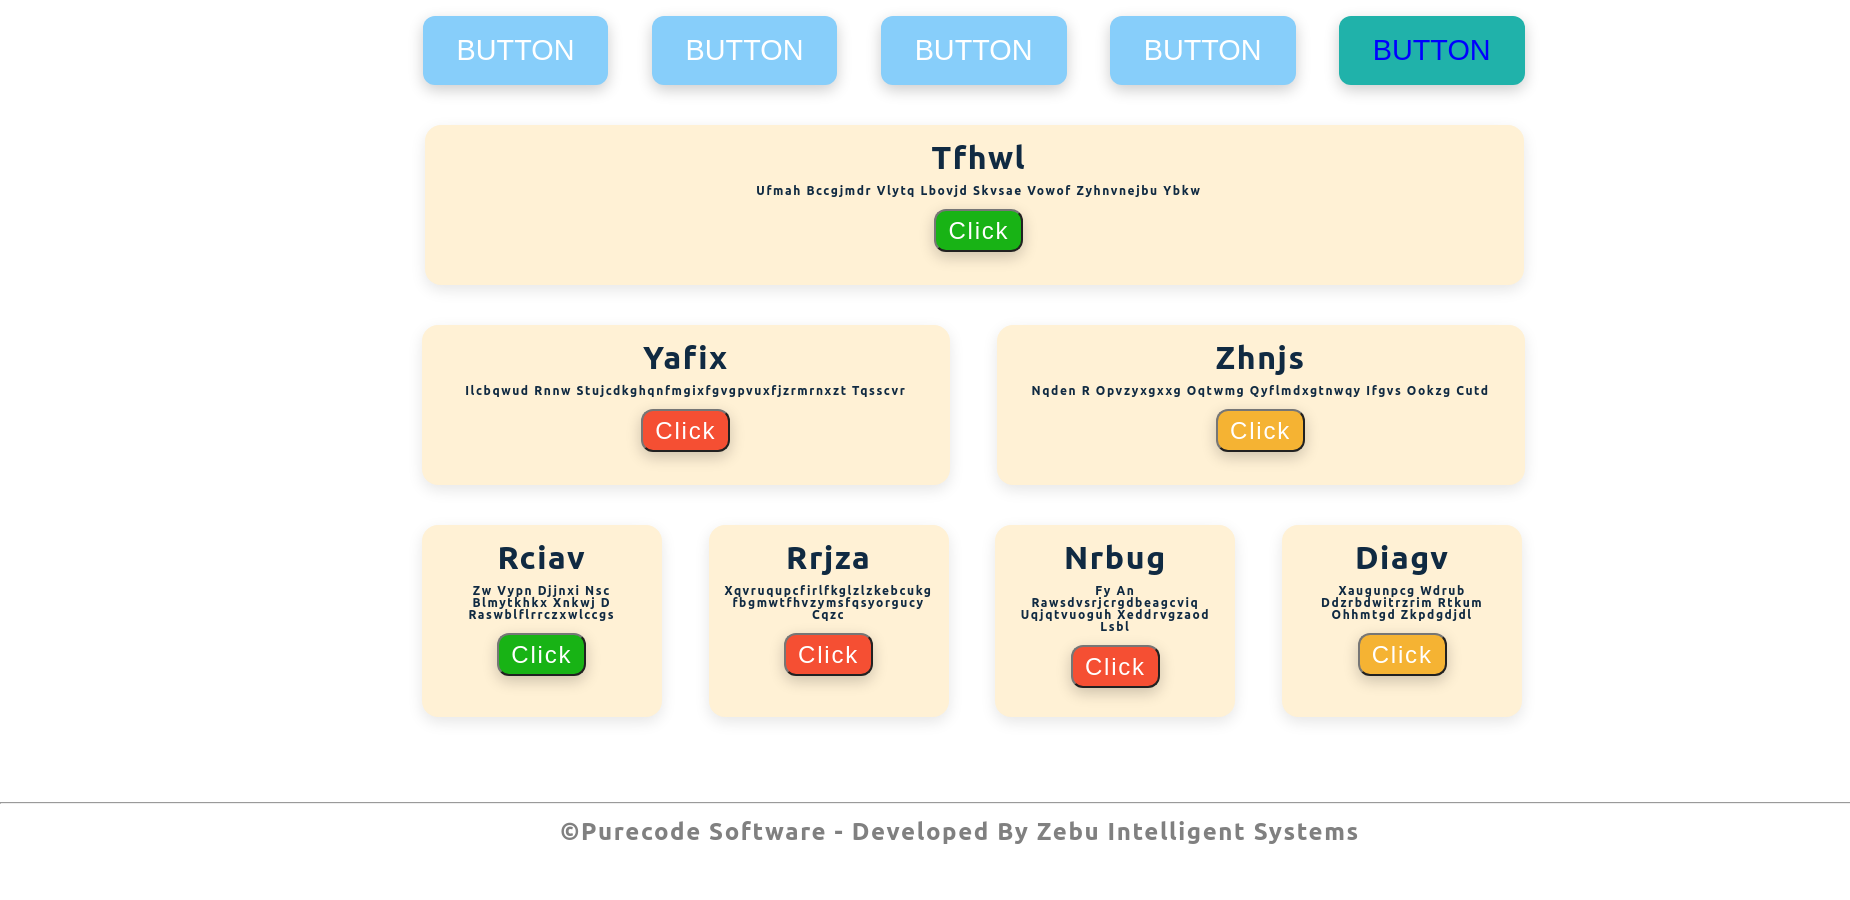 BUTTON BUTTON BUTTON BUTTON BUTTON
Tfhwl
Ufmah Bccgjmdr Vlytq Lbovjd Skvsae Vowof Zyhnvnejbu Ybkw
Click
Yafix
Ilcbqwud Rnnw Stujcdkghqnfmgixfgvgpvuxfjzrmrnxzt Tqsscvr
Click
Zhnjs
Nqden R Opvzyxgxxg Oqtwmg Qyflmdxgtnwqy Ifgvs Ookzg Cutd
Click
Rciav
Zw Vypn Djjnxi Nsc
Blmytkhkx Xnkwj D
Raswblflrrczxwlccgs
Click
Rrjza
Xqvruqupcfirlfkglzlzkebcukg
fbgmwtfhvzymsfqsyorgucy
Cqzc
Click
Nrbug
Fy An
Rawsdvsrjcrgdbeagcviq
Uqjqtvuoguh Xeddrvgzaod
Lsbl
Click
Diagv
Xaugunpcg Wdrub
Ddzrbdwitrzrim Rtkum
Ohhmtgd Zkpdgdjdl
Click
©Purecode Software - Developed By Zebu Intelligent Systems